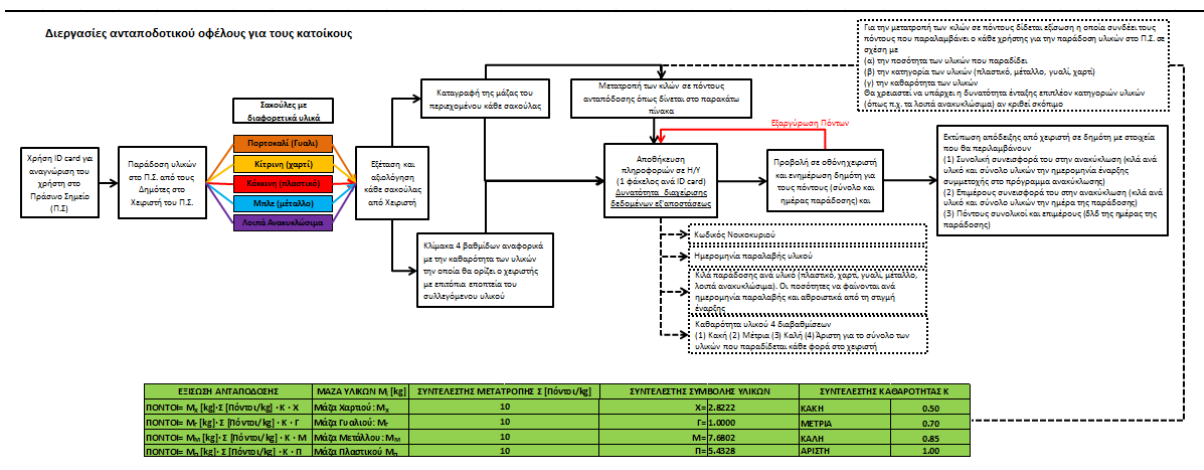 Διεργασίες ανταποδοτικού οφέλους για τους κατοίκους
Για την μετατροπή των κιλών σε πόντους δίδεται εξίσωση η οποία συνδέει τους
πόντους που παραλαμβάνει ο κάθε χρήστης για την παράδοση υλικών στο Π.Σ. σε
σχέση με
(α) την ποσότητα των υλικών που παραδίδει
(β) την κατηγορία των υλικών (πλαστικό, μέταλλο, γυαλί, χαρτί)
(γ) την καθαρότητα των υλικών
Θα χρειαστεί να υπάρχει η δυνατότητα ένταξης επιπλέον κατηγοριών υλικών
(όπως π.χ. τα λοιπά ανακυκλώσιμα) αν κριθεί σκόπιμο
Χρήση ID card για
αναγνώριση του
χρήστη στο
Πράσινο Σημείο
(Π.Σ)
Παράδοση υλικών
στο Π.Σ. από τους
Δημότες στο
Χειριστή του Π.Σ.
Σακούλες με
διαφορετικά υλικά
Πορτοκαλί (Γυαλί)
Κίτρινη (χαρτί)
Κόκκινη (πλαστικό)
Μπλε (μέταλλο)
Λοιπά Ανακυκλώσιμα
Εξέταση και
αξιολόγηση
κάθε σακούλας
από Χειριστή
Καταγραφή της μάζας του
περιεχομένου κάθε σακούλας
Κλίμακα 4 βαθμίδων αναφορικά
με την καθαρότητα των υλικών
την οποία θα ορίζει ο χειριστής
με επιτόπια εποπτεία του
συλλεγόμενου υλικού
Μετατροπή των κιλών σε πόντους
ανταπόδοσης όπως δίνεται στο παρακάτω
πίνακα
Εξαργύρωση Πόντων
Αποθήκευση
πληροφοριών σε Η/Υ
(1 φάκελος ανά ID card)
Δυνατότητα διαχείρισης
δεδομένων εξ'αποστάσεως
Προβολή σε οθόνη χειριστή
και ενημέρωση δημότη για
τους πόντους (σύνολο και
ημέρας παράδοσης) και
Εκτύπωση απόδειξης από χειριστή σε δημότη με στοιχεία
που θα περιλαμβάνουν
(1) Συνολική συνεισφορά του στην ανακύκλωση (κιλά ανά
υλικό και σύνολο υλικών την ημερομηνία έναρξης
συμμετοχής στο πρόγραμμα ανακύκλωσης)
(2) Επιμέρους συνεισφορά του στην ανακύκλωση (κιλά ανά
υλικό και σύνολο υλικών την ημέρα της παράδοσης)
(3) Πόντους συνολικοί και επιμέρους (δλδ της ημέρας της
παράδοσης)
Κωδικός Νοικοκυριού
Ημερομηνία παραλαβής υλικού
Κιλά παράδοσης ανά υλικό (πλαστικό, χαρτί, γυαλί, μέταλλο,
λοιπά ανακυκλώσιμα). Οι ποσότητες να φαίνονται ανά
ημερομηνία παραλαβής και αθροιστικά από τη στιγμή
έναρξης
Καθαρότητα υλικού 4 διαβαθμίσεων
(1) Κακή (2) Μέτρια (3) Καλή (4) Άριστη για το σύνολο των
υλικών που παραδίδεται κάθε φορά στο χειριστή
ΕΞΙΣΩΣΗ ΑΝΤΑΠΟΔΟΣΗΣ ΜΑΖΑ ΥΛΙΚΩΝ Mᵢ [kg] ΣΥΝΤΕΛΕΣΤΗΣ ΜΕΤΑΤΡΟΠΗΣ Σ [Πόντοι/kg] ΣΥΝΤΕΛΣΤΗΣ ΣΥΜΒΟΛΗΣ ΥΛΙΚΩΝ ΣΥΝΤΕΛΕΣΤΗΣ ΚΑΘΑΡΟΤΗΤΑΣ Κ
ΠΟΝΤΟΙ= Mχ [kg]·Σ [Πόντοι/kg] · Κ · Χ Μάζα Χαρτιού: Mχ 10 Χ= 2.8222 ΚΑΚΗ 0.50
ΠΟΝΤΟΙ= MΓ [kg]·Σ [Πόντοι/kg] · Κ · Γ Μάζα Γυαλιού: MΓ 10 Γ= 1.0000 ΜΕΤΡΙΑ 0.70
ΠΟΝΤΟΙ= MΜ [kg]·Σ [Πόντοι/kg] · Κ · Μ Μάζα Μετάλλου: MΜ 10 Μ= 7.6802 ΚΑΛΗ 0.85
ΠΟΝΤΟΙ= MΠ [kg]·Σ [Πόντοι/kg] · Κ · Π Μάζα Πλαστικού MΠ 10 Π= 5.4328 ΑΡΙΣΤΗ 1.00